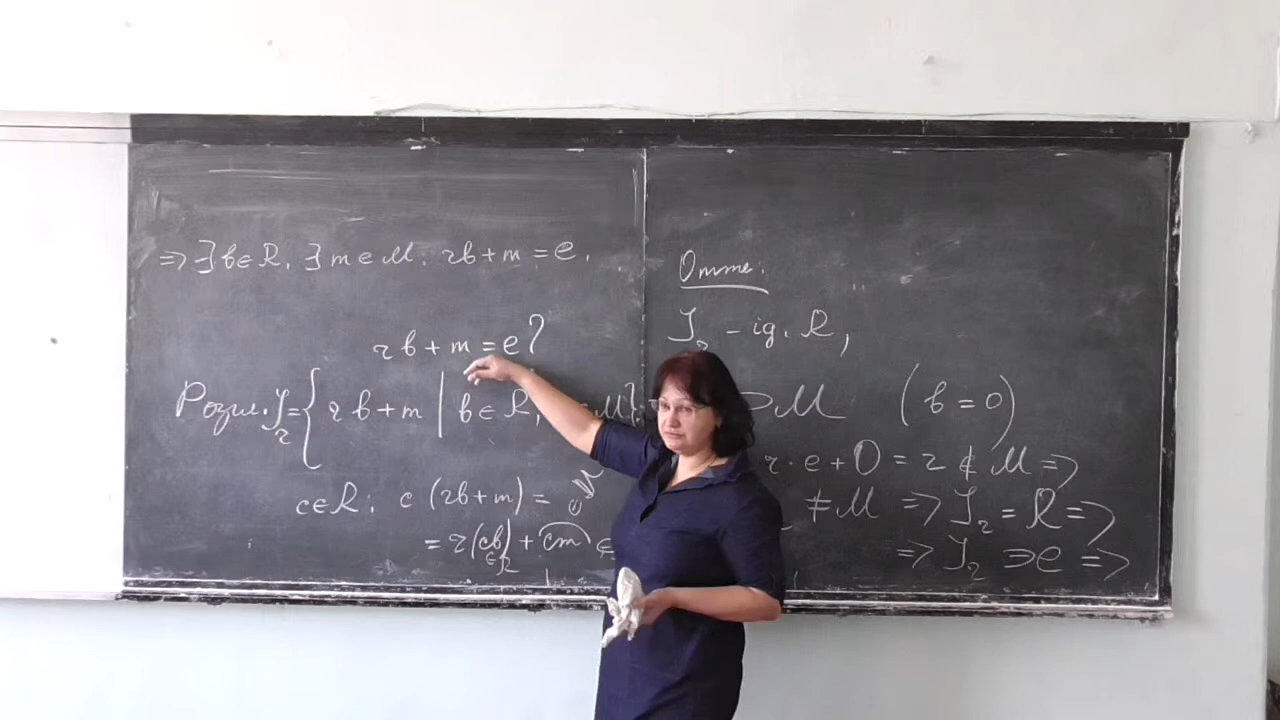 ⇒ ∃ b ∈ R, ∃ m ∈ M: rb + m = e,
rb + m = e?
Розгл. J_r = { rb + m | b ∈ R, ∈ M}
c ∈ R: c (rb + m) = ∈ M
= r(cb) + cm ∈
∈ R
Отже:
J_r – ід. R,
⊃ M (b = 0)
r · e + 0 = r ∉ M ⇒
≠ M ⇒ J_r = R ⇒
⇒ J_r ∋ e ⇒